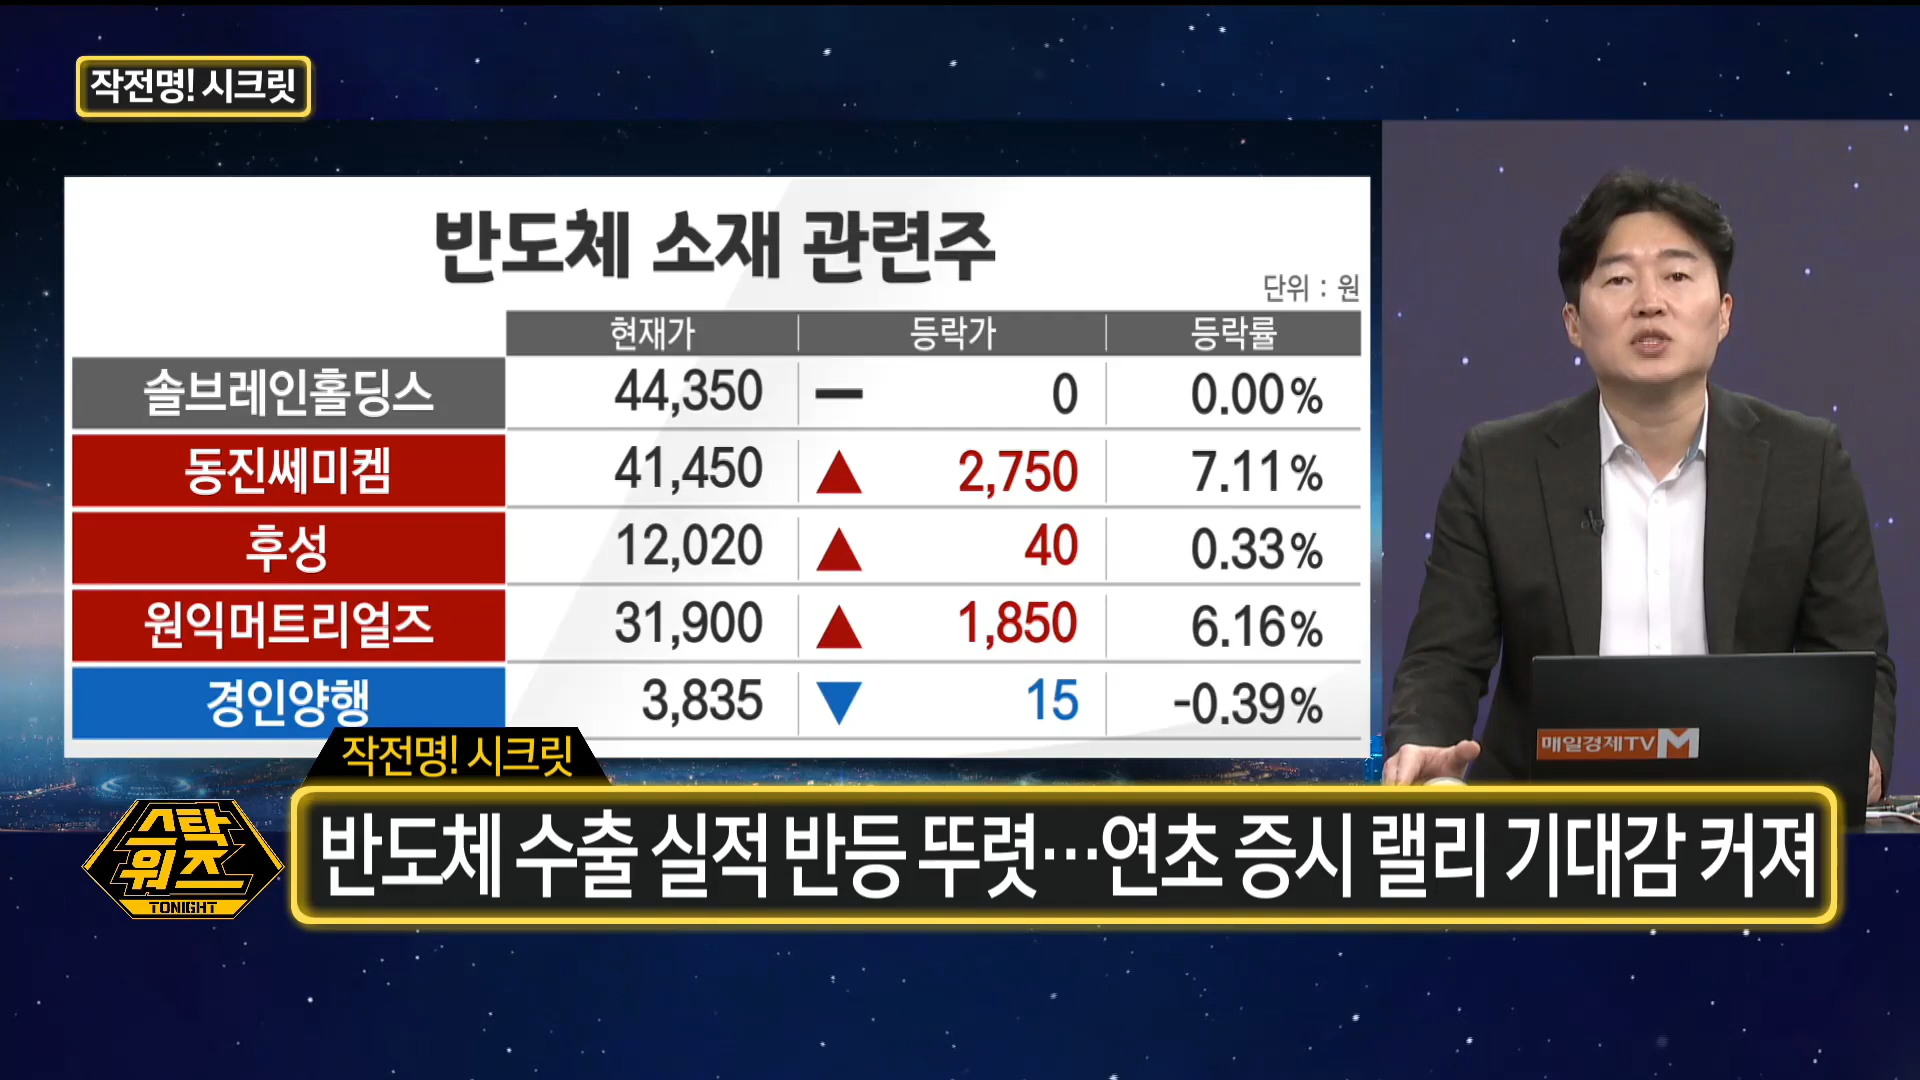 작전명! 시크릿
반도체 소재 관련주
단위 : 원
현재가 등락가 등락률
솔브레인홀딩스 44,350 0 0.00%
동진쎄미켐 41,450 ▲ 2,750 7.11%
후성 12,020 ▲ 40 0.33%
원익머트리얼즈 31,900 ▲ 1,850 6.16%
경인양행 3,835 ▼ 15 -0.39%
매일경제TV M
작전명! 시크릿
스탁
워즈
TONIGHT
반도체 수출 실적 반등 뚜렷…연초 증시 랠리 기대감 커져